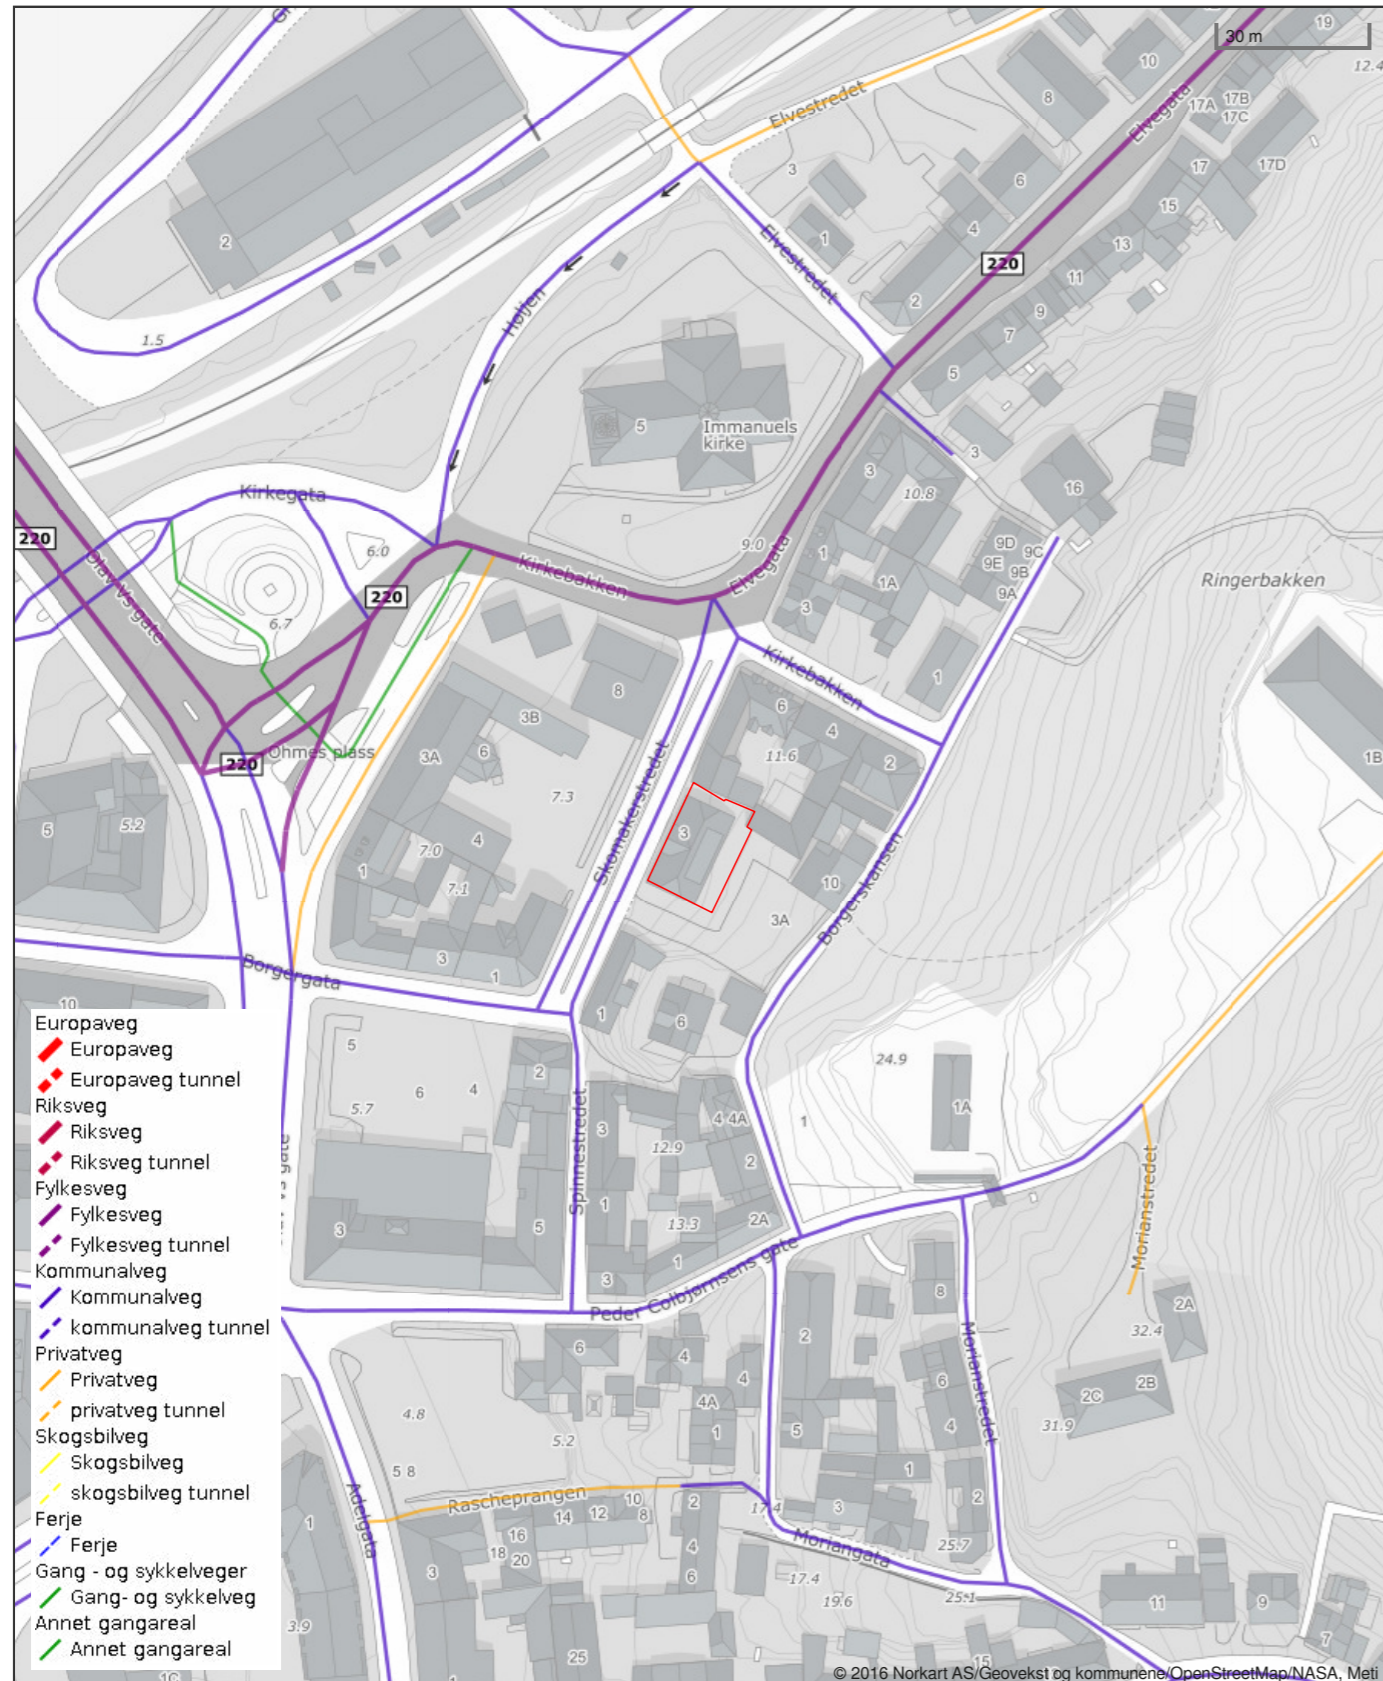 30 m
19
12.4
10
8
17A
17B
17C
17
17D
Elvestredet
Elvegata
3
6
15
1
4
13
220
11
2
Elvestredet
2
9
7
5
1.5
Høljen
5
Immanuels
kirke
3
3
10.8
16
Kirkegata
220
6.0
9.0
Kirkebakken
Elvegata
1
1A
9D
9C
9E
9B
9A
Ringerbakken
Olav Vs gate
220
6.7
3
1
Kirkebakken
8
3B
6
4
11.6
2
1B
3A
6
220
Ohmes plass
7.3
Skomakerstredet
3
5
5.2
7.0
4
1
7.1
10
Borgerskansen
3A
3
1
Borgergata
10
1
6
5
2
24.9
6
4
5.7
1A
1
4
4A
3
12.9
2
Spinnestredet
1
13.3
2A
3
5
1
3
Peder Colbjørnsens gate
Morianstredet
8
2A
32.4
6
4
2
4
4A
1
5
6
4
Morianstredet
2C
2B
31.9
4.8
5.2
5 8
Adelgata
Rascheprangen
10
8
12
14
16
18
20
2
4
6
17.4
3
1
2
25.7
Moriangata
17.4
19.6
25.1
11
9
7
3
1
3.9
25
15
1C
1
Europaveg
Europaveg
Europaveg tunnel
Riksveg
Riksveg
Riksveg tunnel
Fylkesveg
Fylkesveg
Fylkesveg tunnel
Kommunalveg
Kommunalveg
kommunalveg tunnel
Privatveg
Privatveg
privatveg tunnel
Skogsbilveg
Skogsbilveg
skogsbilveg tunnel
Ferje
Ferje
Gang - og sykkelveger
Gang- og sykkelveg
Annet gangareal
Annet gangareal
© 2016 Norkart AS/Geovekst og kommunene/OpenStreetMap/NASA, Meti